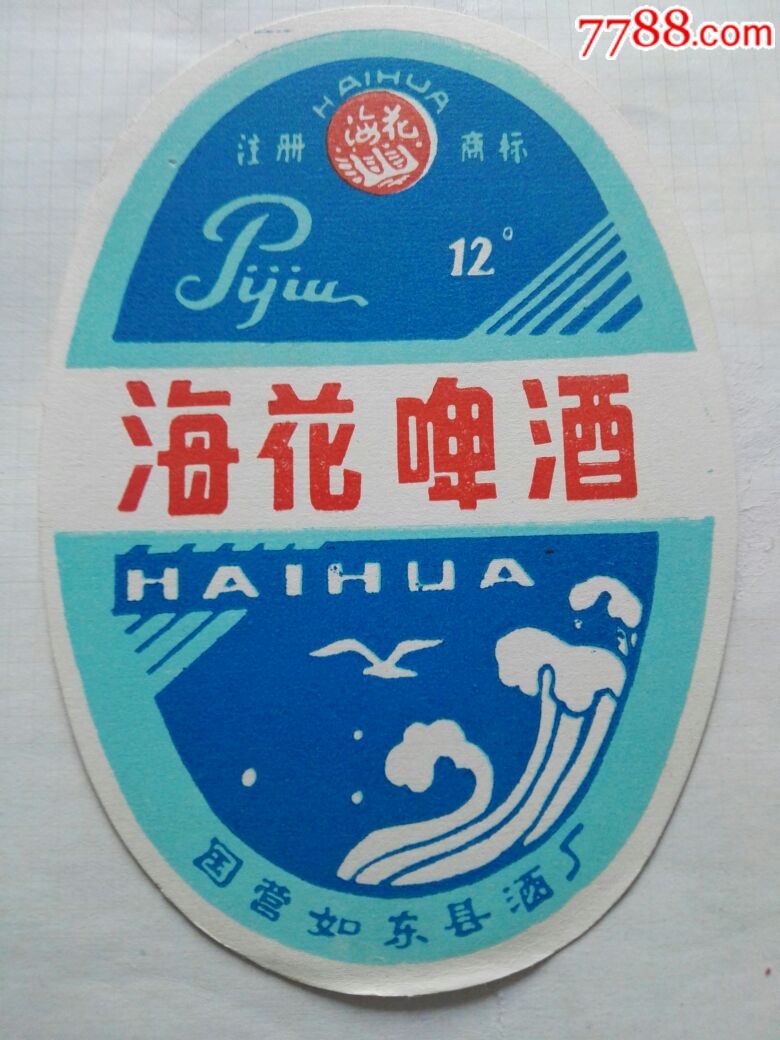 7788.com
HAIHUA
海花
注册 商标
Pijiu 12°
海花啤酒
HAIHUA
国营如东县酒厂